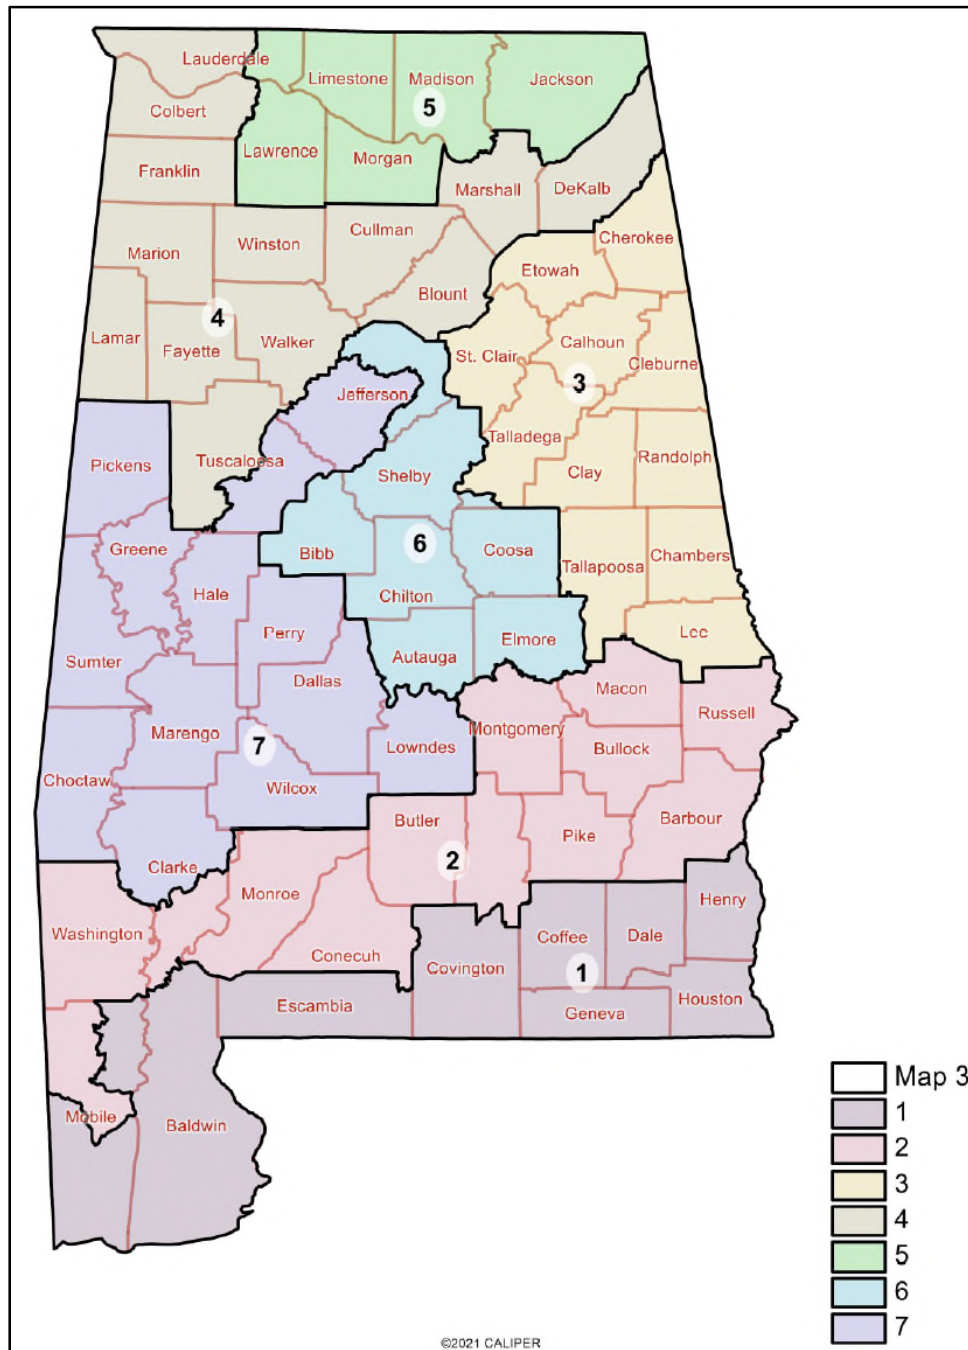 Lauderdale
Limestone
Madison
Jackson
5
Colbert
Lawrence
Morgan
Franklin
Marshall
DeKalb
Cullman
Winston
Marion
Cherokee
Etowah
Blount
4
Lamar
Fayette
Walker
St. Clair
Calhoun
Cleburne
3
Jefferson
Talladega
Randolph
Pickens
Tuscaloosa
Shelby
Clay
Greene
Bibb
6
Coosa
Tallapoosa
Chambers
Hale
Chilton
Perry
Elmore
Lee
Sumter
Autauga
Dallas
Macon
Russell
Marengo
7
Lowndes
Montgomery
Bullock
Choctaw
Wilcox
Butler
Pike
Barbour
Clarke
2
Monroe
Henry
Washington
Conecuh
Covington
Coffee
Dale
1
Escambia
Geneva
Houston
Mobile
Baldwin
Map 3
1
2
3
4
5
6
7
©2021 CALIPER